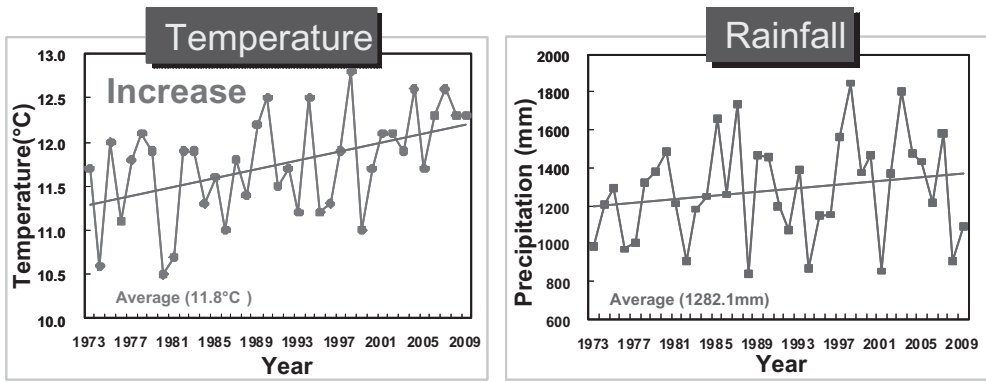 Temperature
Increase
Temperature(°C)
13.0
12.5
12.0
11.5
11.0
10.5
10.0
Average (11.8°C )
1973 1977 1981 1985 1989 1993 1997 2001 2005 2009
Year
Rainfall
Precipitation (mm)
2000
1800
1600
1400
1200
1000
800
600
Average (1282.1mm)
1973 1977 1981 1985 1989 1993 1997 2001 2005 2009
Year